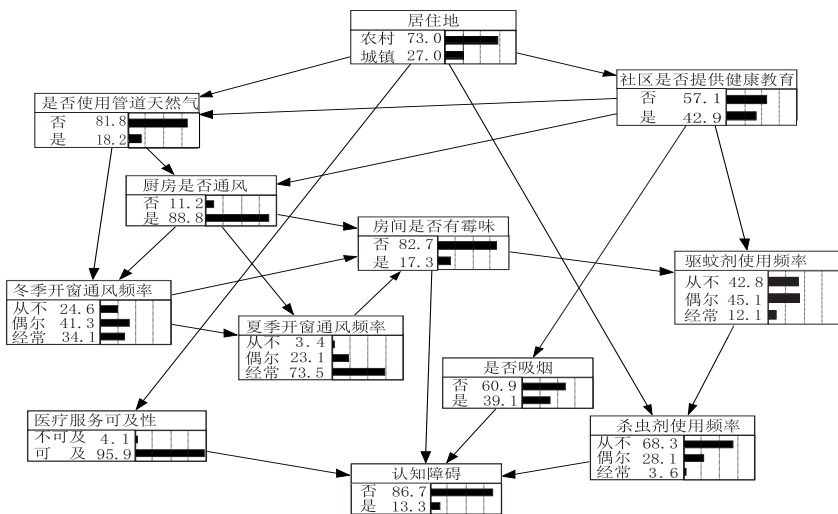 居住地
农村 73.0
城镇 27.0
社区是否提供健康教育
否 57.1
是 42.9
是否使用管道天然气
否 81.8
是 18.2
厨房是否通风
否 11.2
是 88.8
房间是否有霉味
否 82.7
是 17.3
驱蚊剂使用频率
从不 42.8
偶尔 45.1
经常 12.1
冬季开窗通风频率
从不 24.6
偶尔 41.3
经常 34.1
夏季开窗通风频率
从不 3.4
偶尔 23.1
经常 73.5
是否吸烟
否 60.9
是 39.1
医疗服务可及性
不可及 4.1
可 及 95.9
杀虫剂使用频率
从不 68.3
偶尔 28.1
经常 3.6
认知障碍
否 86.7
是 13.3